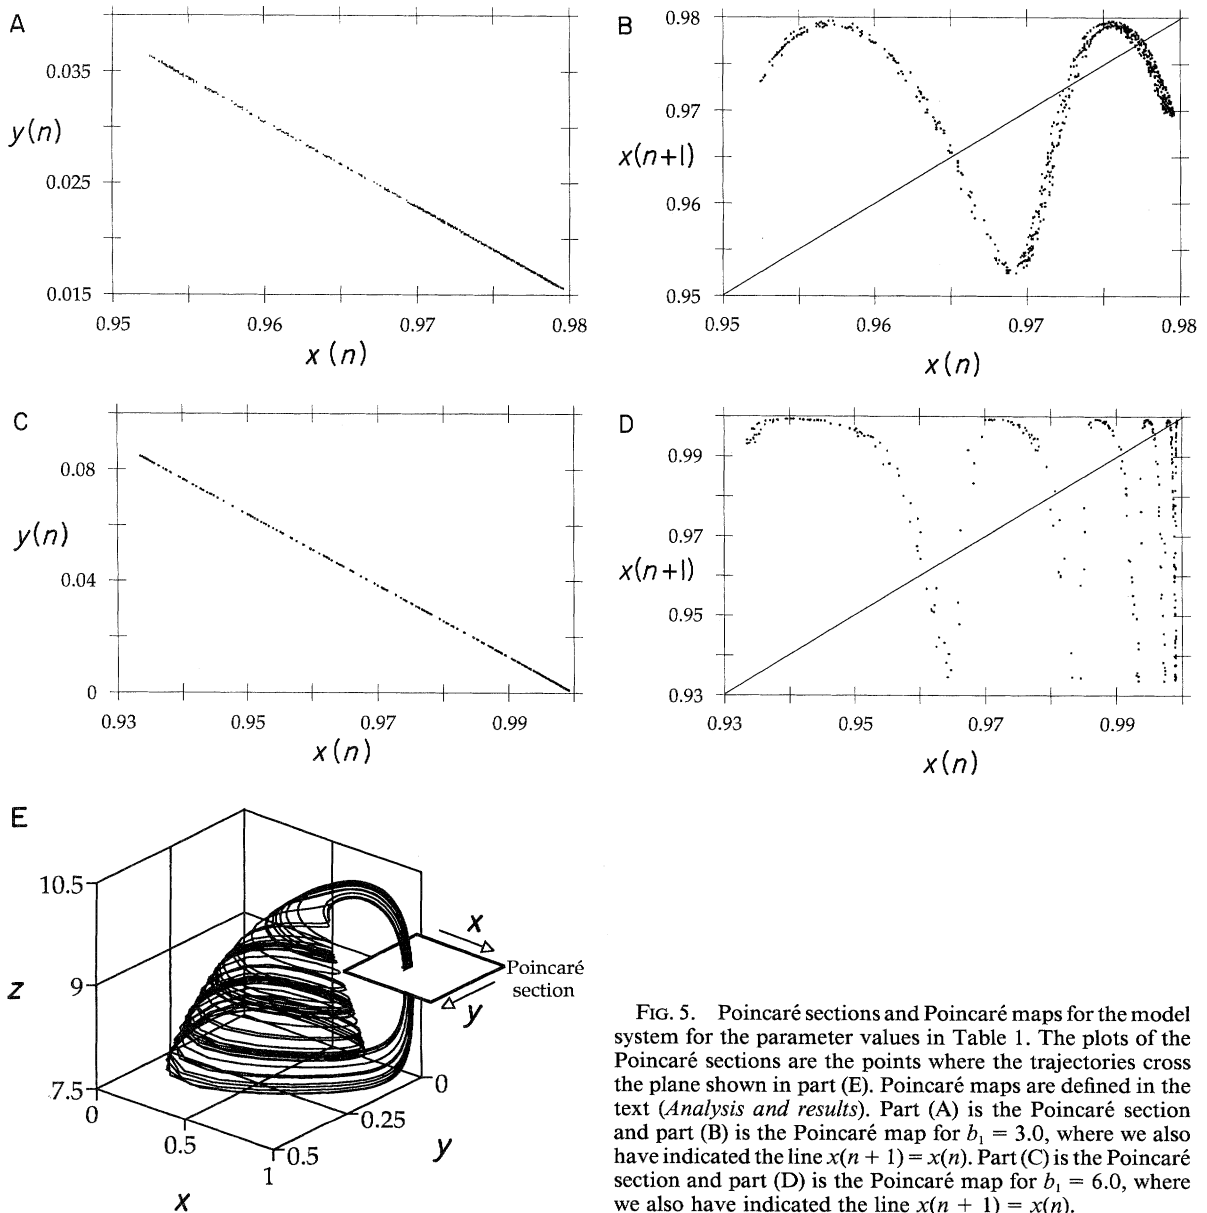 A
y(n)
0.035
0.025
0.015
0.95
0.96
0.97
0.98
x(n)
B
x(n+1)
0.98
0.97
0.96
0.95
0.95
0.96
0.97
0.98
x(n)
C
y(n)
0.08
0.04
0
0.93
0.95
0.97
0.99
x(n)
D
x(n+1)
0.99
0.97
0.95
0.93
0.93
0.95
0.97
0.99
x(n)
E
z
10.5
9
7.5
0
0.5
1
x
0.5
0.25
0
y
x
y
Poincaré
section
FIG. 5. Poincaré sections and Poincaré maps for the model
system for the parameter values in Table 1. The plots of the
Poincaré sections are the points where the trajectories cross
the plane shown in part (E). Poincaré maps are defined in the
text (Analysis and results). Part (A) is the Poincaré section
and part (B) is the Poincaré map for b₁ = 3.0, where we also
have indicated the line x(n + 1) = x(n). Part (C) is the Poincaré
section and part (D) is the Poincaré map for b₁ = 6.0, where
we also have indicated the line x(n + 1) = x(n).